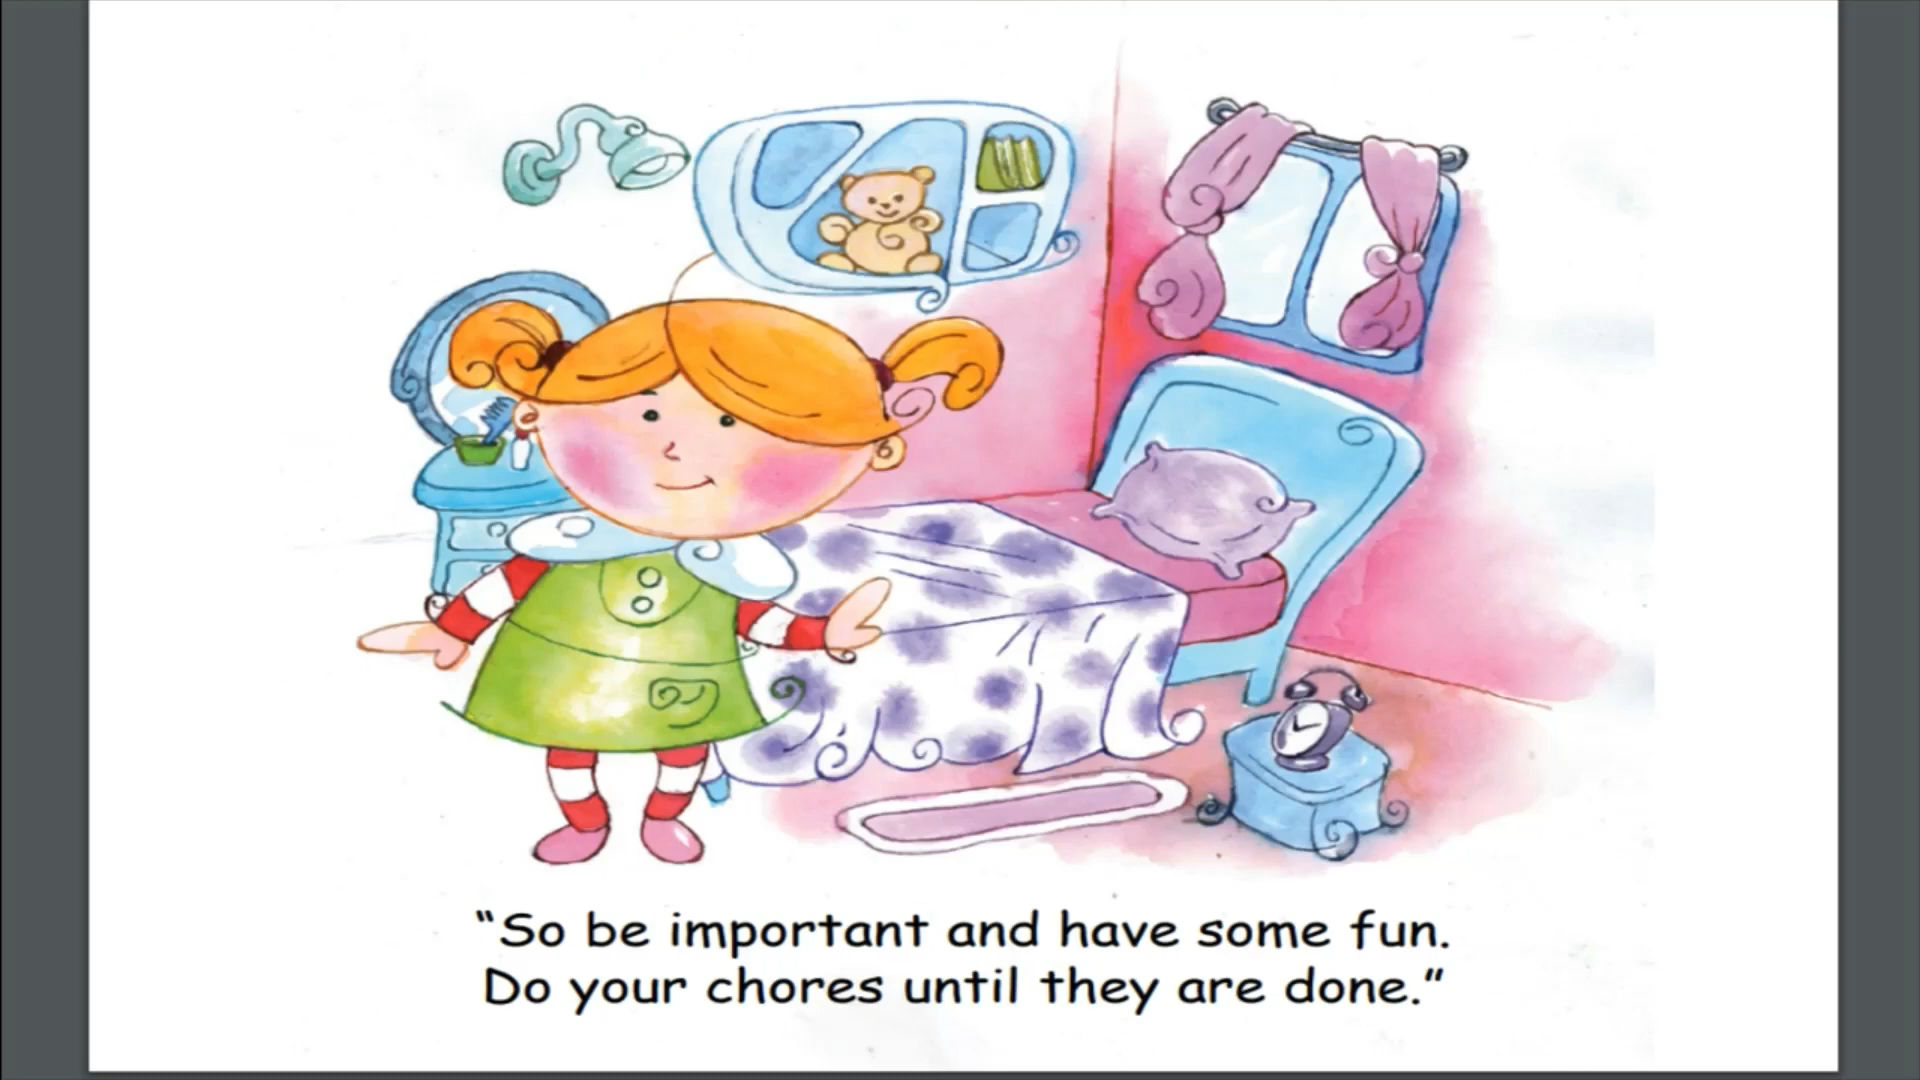 “So be important and have some fun.
Do your chores until they are done.”